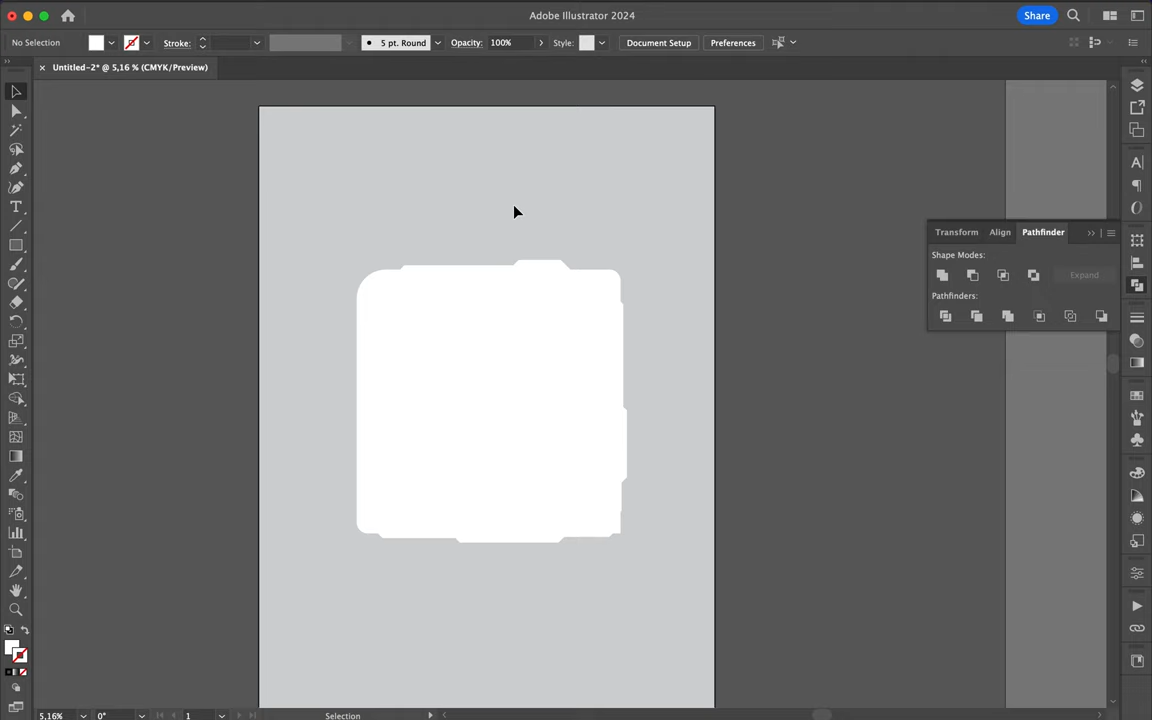 Adobe Illustrator 2024
Share
No Selection
Stroke:
5 pt. Round
Opacity:
100%
Style:
Document Setup
Preferences
Untitled-2* @ 5,16 % (CMYK/Preview)
Transform
Align
Pathfinder
Shape Modes:
Expand
Pathfinders:
5,16%
0°
1
Selection